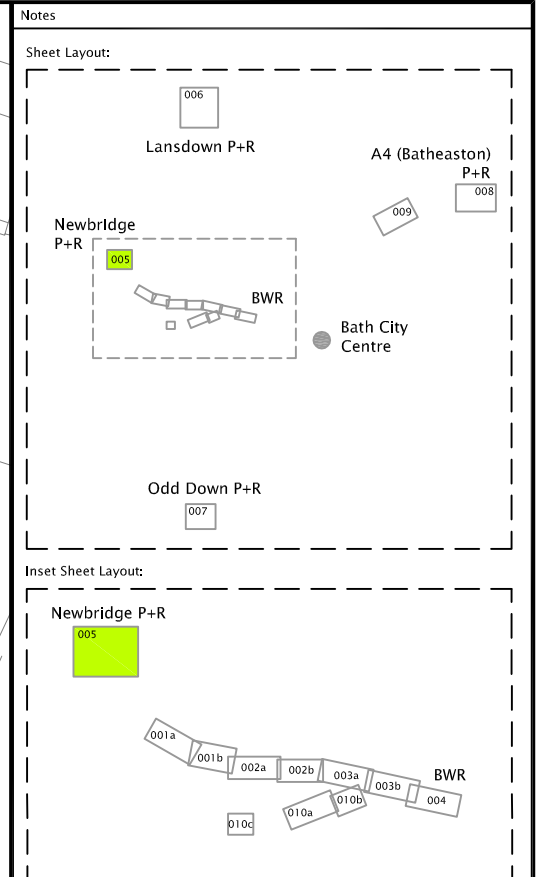 Notes
Sheet Layout:
006
Lansdown P+R
A4 (Batheaston)
P+R
008
009
Newbridge
P+R
005
BWR
Bath City
Centre
Odd Down P+R
007
Inset Sheet Layout:
Newbridge P+R
005
001a
001b
002a
002b
003a
003b
BWR
004
010a
010b
010c